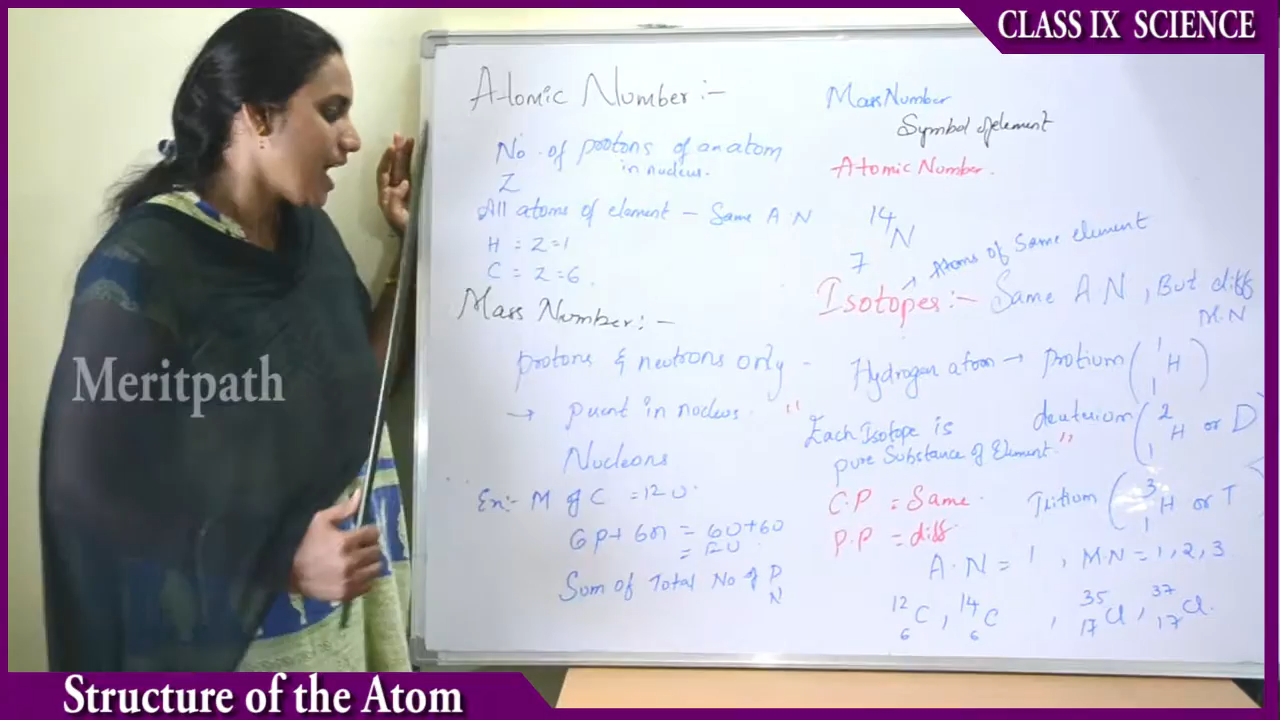 CLASS IX SCIENCE
Atomic Number :-
No. of protons of an atom
in nucleus.
Z
All atoms of element - Same A.N
H = Z=1
C = Z=6.
Mass Number :-
protons & neutrons only -
→ in nucleus. "
Nucleons
Ex:- M of C = 12 U.
6p + 6n = 6U+6U
= 12U.
Sum of Total No of P
N
Mass Number
Symbol of element
Atomic Number.
14
N
7
Atoms of Same element
Isotopes :- Same A N, But diff
M.N
Hydrogen atom → protium ( 1 1 H )
Each Isotope is
pure Substance of Element."
deuterium ( 2 1 H or D
Tritium ( 3 1 H or T
C.P = Same.
P.P = diff
A.N = 1 , M.N = 1, 2, 3
12 6 C , 14 6 C , 35 17 Cl , 37 17 Cl.
Meritpath
Structure of the Atom